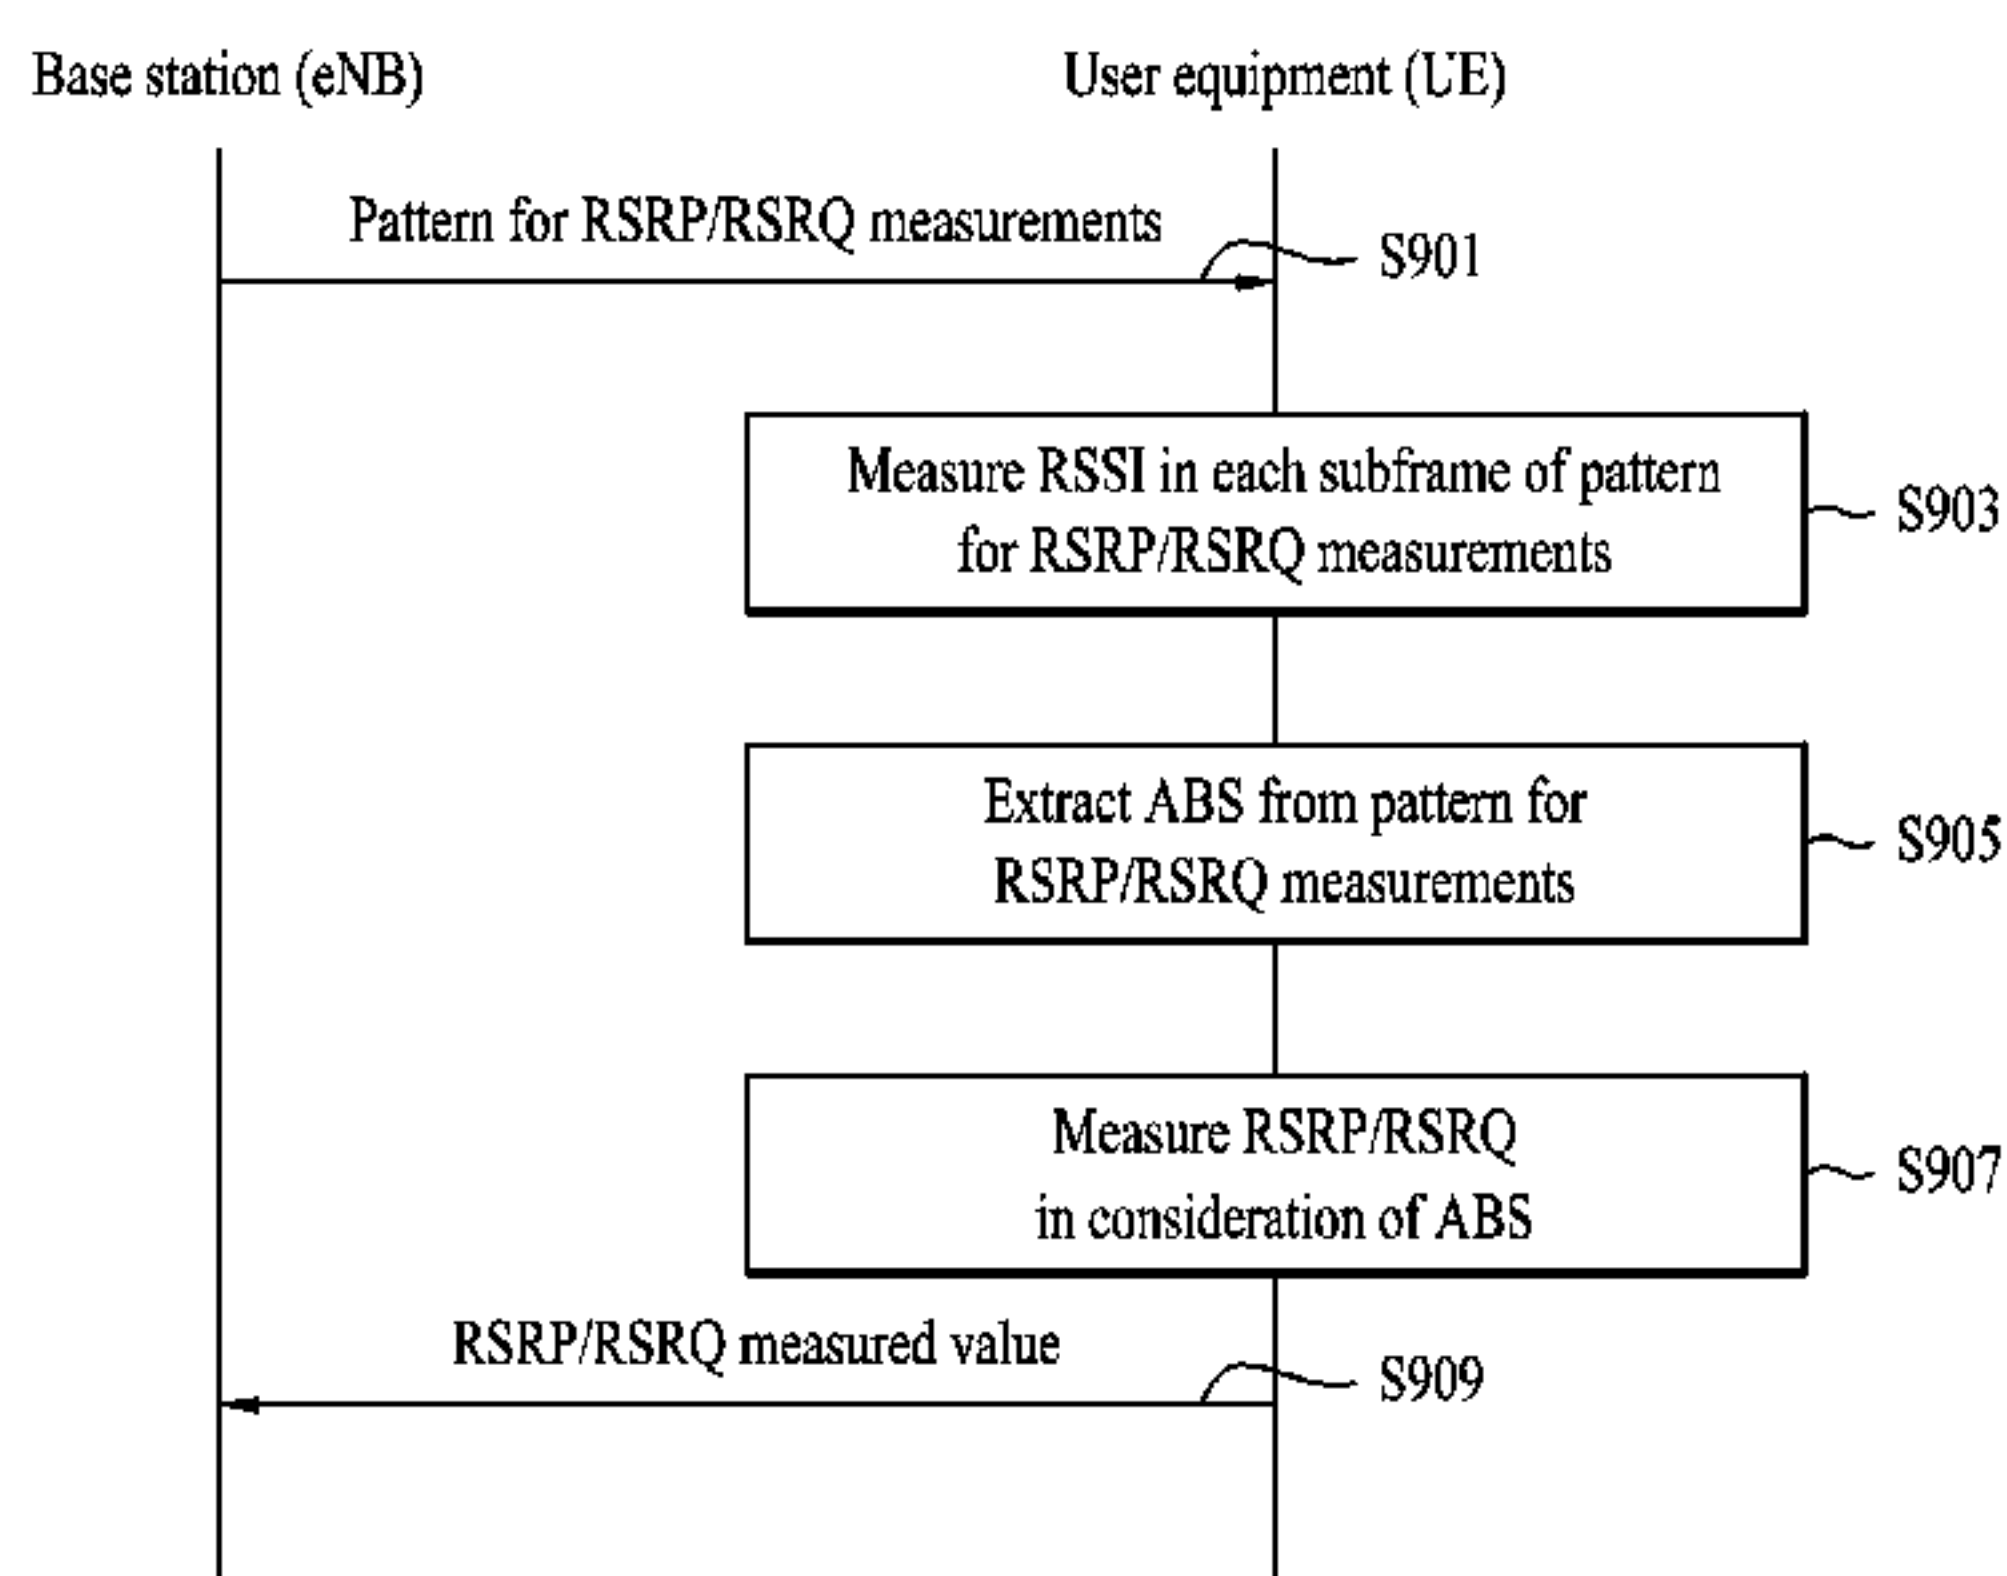 Base station (eNB)
User equipment (UE)
Pattern for RSRP/RSRQ measurements
S901
Measure RSSI in each subframe of pattern
for RSRP/RSRQ measurements
S903
Extract ABS from pattern for
RSRP/RSRQ measurements
S905
Measure RSRP/RSRQ
in consideration of ABS
S907
RSRP/RSRQ measured value
S909